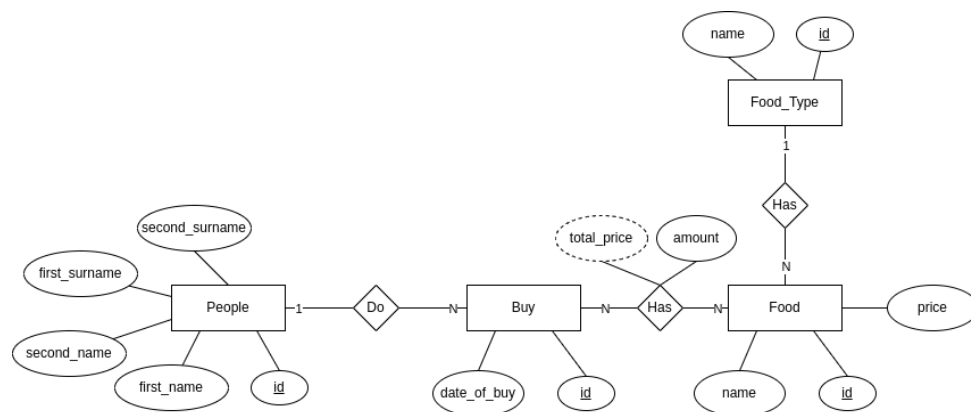 name
id
Food_Type
1
Has
second_surname
total_price
amount
first_surname
N
People
1
Do
N
Buy
N
Has
N
Food
price
second_name
first_name
id
date_of_buy
id
name
id